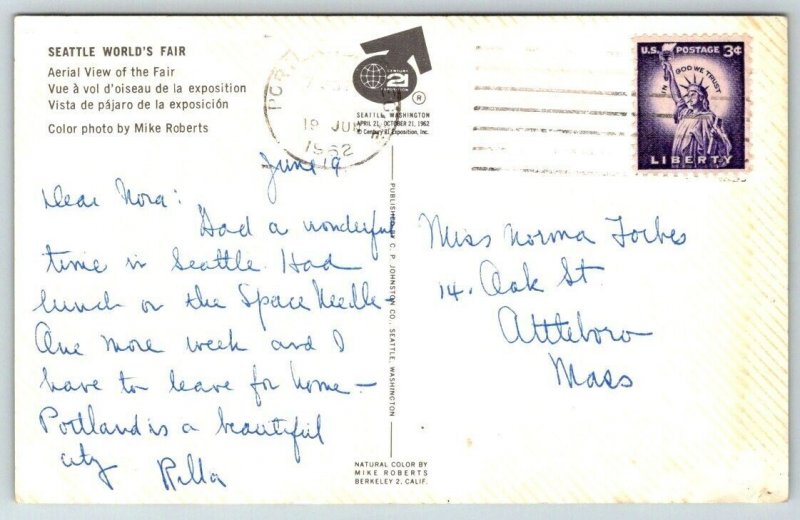 SEATTLE WORLD'S FAIR
Aerial View of the Fair
Vue à vol d'oiseau de la exposition
Vista de pájaro de la exposición
Color photo by Mike Roberts
CENTURY
21
EXPOSITION
®
SEATTLE, WASHINGTON
APRIL 21 - OCTOBER 21, 1962
© Century 21 Exposition, Inc.
19 JUN
1962
U.S. POSTAGE 3¢
IN GOD WE TRUST
LIBERTY
June 19
Dear Nora:
Had a wonderful
time in Seattle. Had
lunch on the Space Needle.
One more week and I
have to leave for home –
Portland is a beautiful
city Rilla
Miss Norma Forbes
14. Oak St.
Attleboro
Mass
PUBLISHED BY C. P. JOHNSTON CO., SEATTLE, WASHINGTON
NATURAL COLOR BY
MIKE ROBERTS
BERKELEY 2, CALIF.